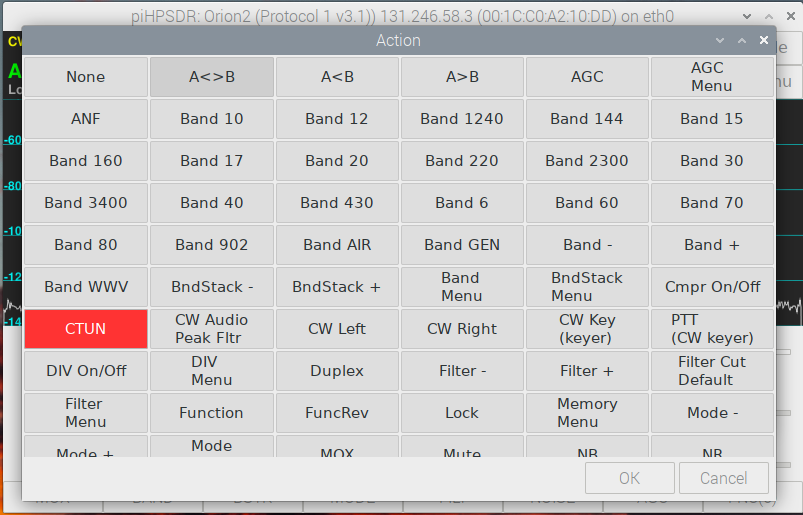 piHPSDR: Orion2 (Protocol 1 v3.1)) 131.246.58.3 (00:1C:C0:A2:10:DD) on eth0
Action
None A<>B A<B A>B AGC AGC
Menu
ANF Band 10 Band 12 Band 1240 Band 144 Band 15
Band 160 Band 17 Band 20 Band 220 Band 2300 Band 30
-60
Band 3400 Band 40 Band 430 Band 6 Band 60 Band 70
-80
Band 80 Band 902 Band AIR Band GEN Band - Band +
-10
Band WWV BndStack - BndStack + Band
Menu BndStack
Menu Cmpr On/Off
-12
CTUN CW Audio
Peak Fltr CW Left CW Right CW Key
(keyer) PTT
(CW keyer)
-14
DIV On/Off DIV
Menu Duplex Filter - Filter + Filter Cut
Default
Filter
Menu Function FuncRev Lock Memory
Menu Mode -
Mode + Mode MOX Mute NB NR
OK Cancel